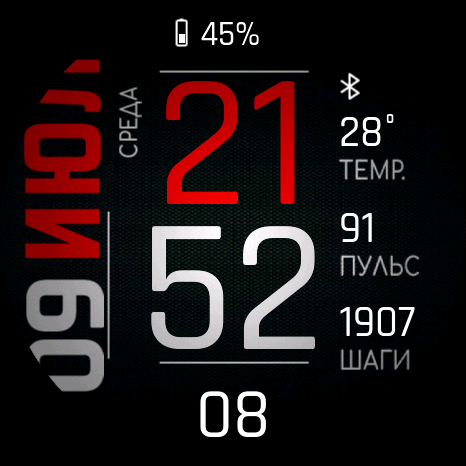 45%
09 ИЮЛ
СРЕДА
21
52
08
28°
ТЕМР.
91
ПУЛЬС
1907
ШАГИ